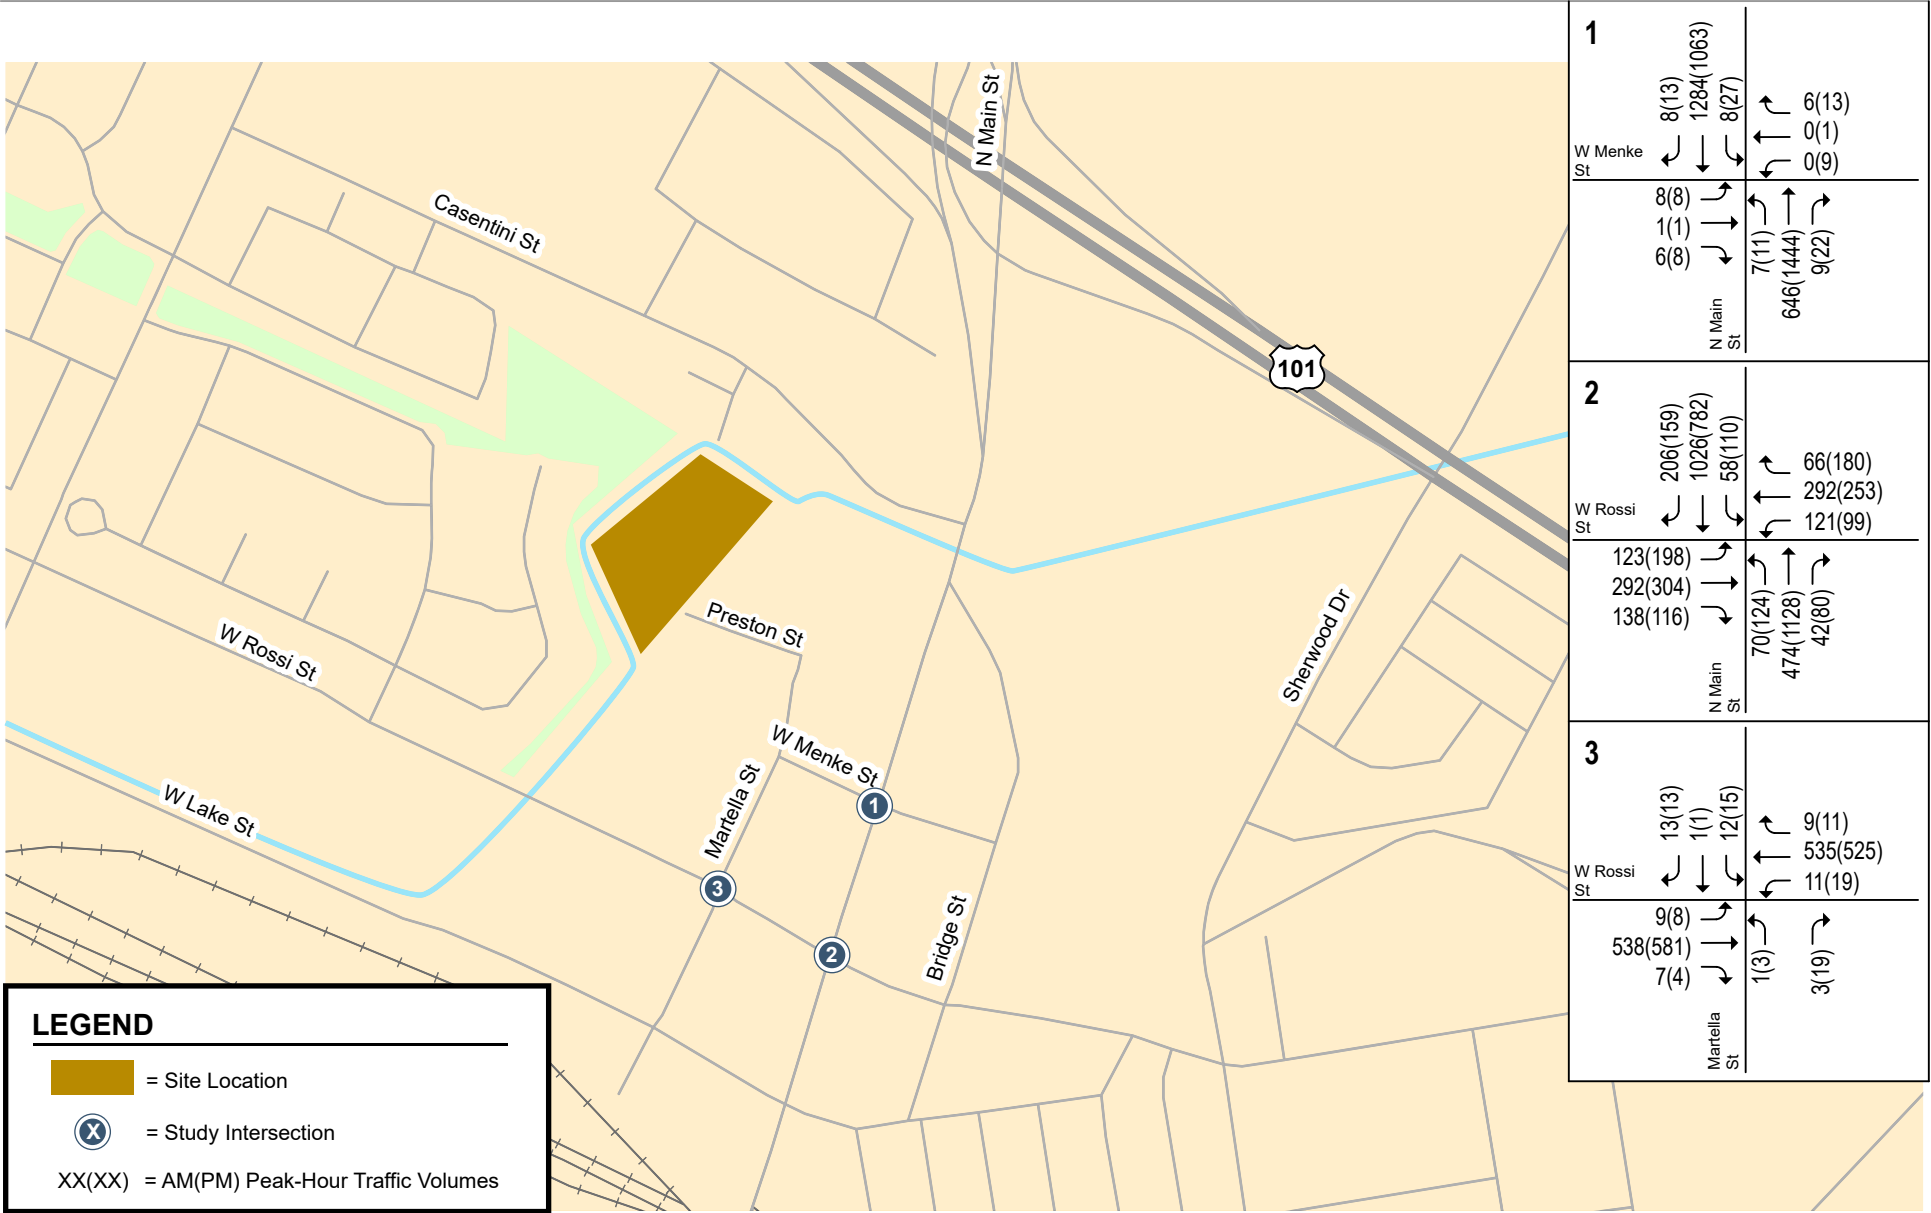 N Main St
Casentini St
101
Preston St
W Rossi St
Sherwood Dr
W Menke St
W Lake St
Martella St
Bridge St
1
3
2
LEGEND
= Site Location
X = Study Intersection
XX(XX) = AM(PM) Peak-Hour Traffic Volumes
1
8(13)
1284(1063)
8(27)
6(13)
0(1)
0(9)
W Menke
St
8(8)
1(1)
6(8)
7(11)
646(1444)
9(22)
N Main
St
2
206(159)
1026(782)
58(110)
66(180)
292(253)
121(99)
W Rossi
St
123(198)
292(304)
138(116)
70(124)
474(1128)
42(80)
N Main
St
3
13(13)
1(1)
12(15)
9(11)
535(525)
11(19)
W Rossi
St
9(8)
538(581)
7(4)
1(3)
3(19)
Martella
St